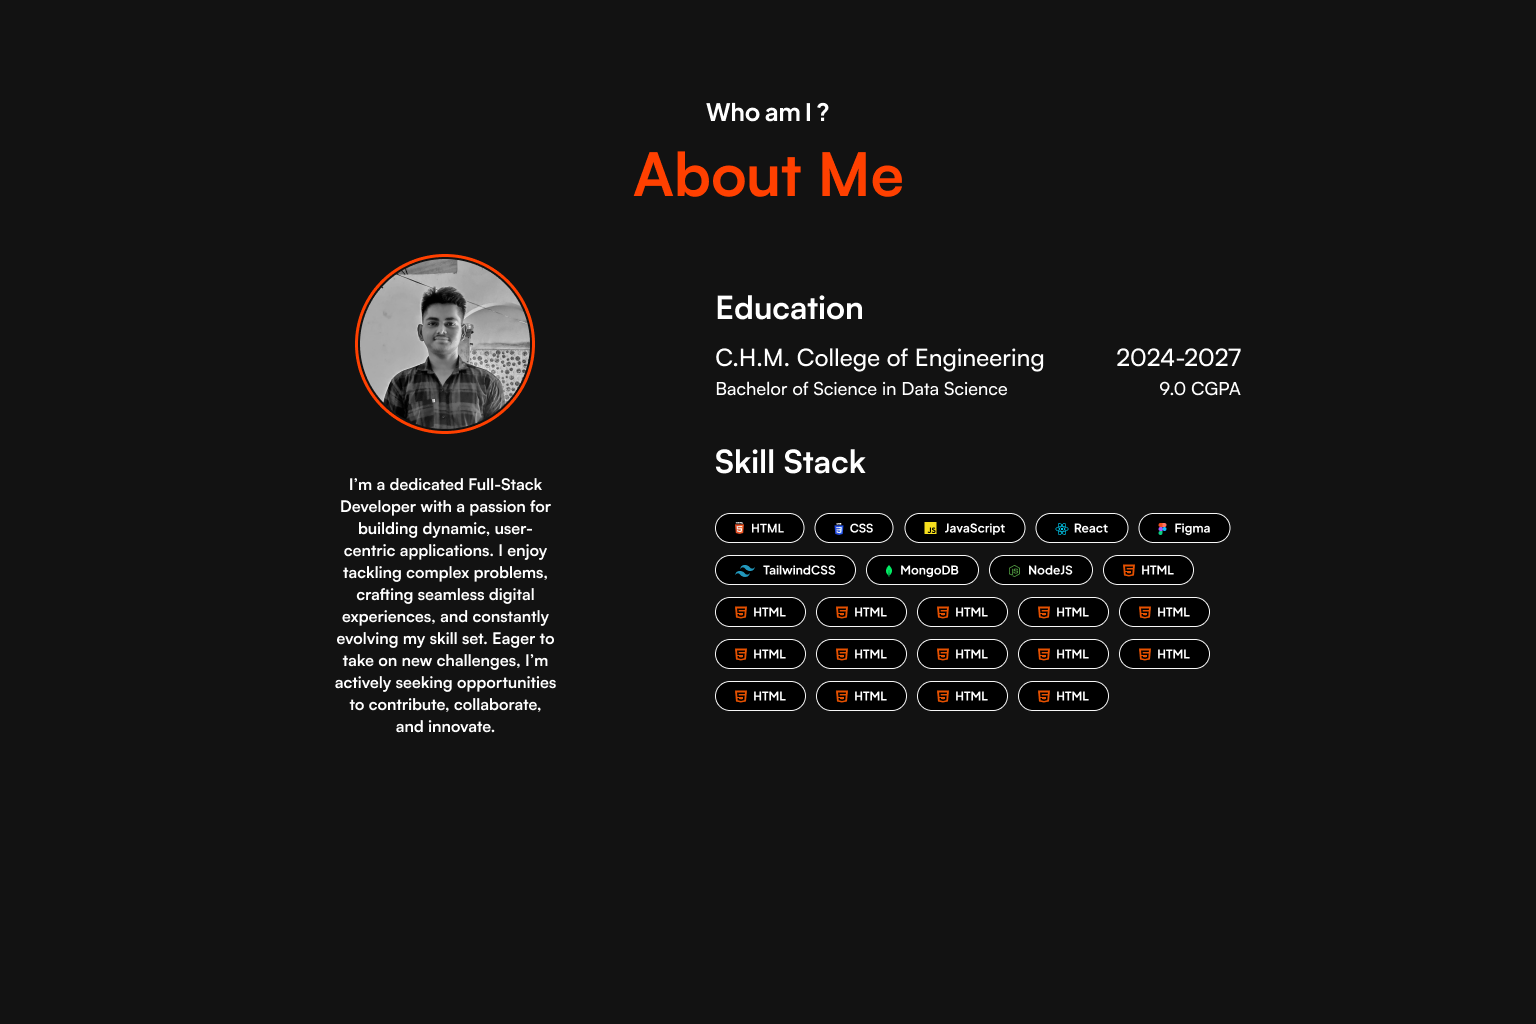 Who am I ?
About Me
I'm a dedicated Full-Stack
Developer with a passion for
building dynamic, user-
centric applications. I enjoy
tackling complex problems,
crafting seamless digital
experiences, and constantly
evolving my skill set. Eager to
take on new challenges, I'm
actively seeking opportunities
to contribute, collaborate,
and innovate.
Education
C.H.M. College of Engineering 2024-2027
Bachelor of Science in Data Science 9.0 CGPA
Skill Stack
HTML CSS JS JavaScript React Figma
TailwindCSS MongoDB NodeJS HTML
HTML HTML HTML HTML HTML
HTML HTML HTML HTML HTML
HTML HTML HTML HTML